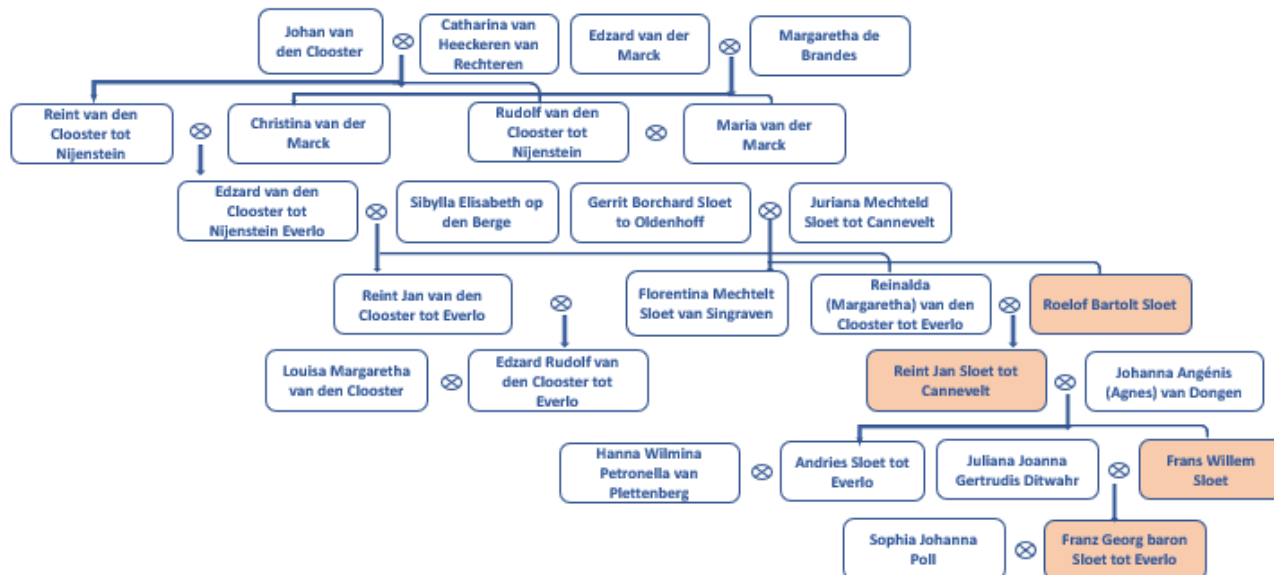 Johan van
den Clooster
Catharina van
Heeckeren van
Rechteren
Edzard van der
Marck
Margaretha de
Brandes
Reint van den
Clooster tot
Nijenstein
Christina van der
Marck
Rudolf van den
Clooster tot
Nijenstein
Maria van der
Marck
Edzard van den
Clooster tot
Nijenstein Everlo
Sibylla Elisabeth op
den Berge
Gerrit Borchard Sloet
to Oldenhoff
Juriana Mechteld
Sloet tot Cannevelt
Reint Jan van den
Clooster tot Everlo
Florentina Mechtelt
Sloet van Singraven
Reinalda
(Margaretha) van den
Clooster tot Everlo
Roelof Bartolt Sloet
Louisa Margaretha
van den Clooster
Edzard Rudolf van
den Clooster tot
Everlo
Reint Jan Sloet tot
Cannevelt
Johanna Angénis
(Agnes) van Dongen
Hanna Wilmina
Petronella van
Plettenberg
Andries Sloet tot
Everlo
Juliana Joanna
Gertrudis Ditwahr
Frans Willem
Sloet
Sophia Johanna
Poll
Franz Georg baron
Sloet tot Everlo